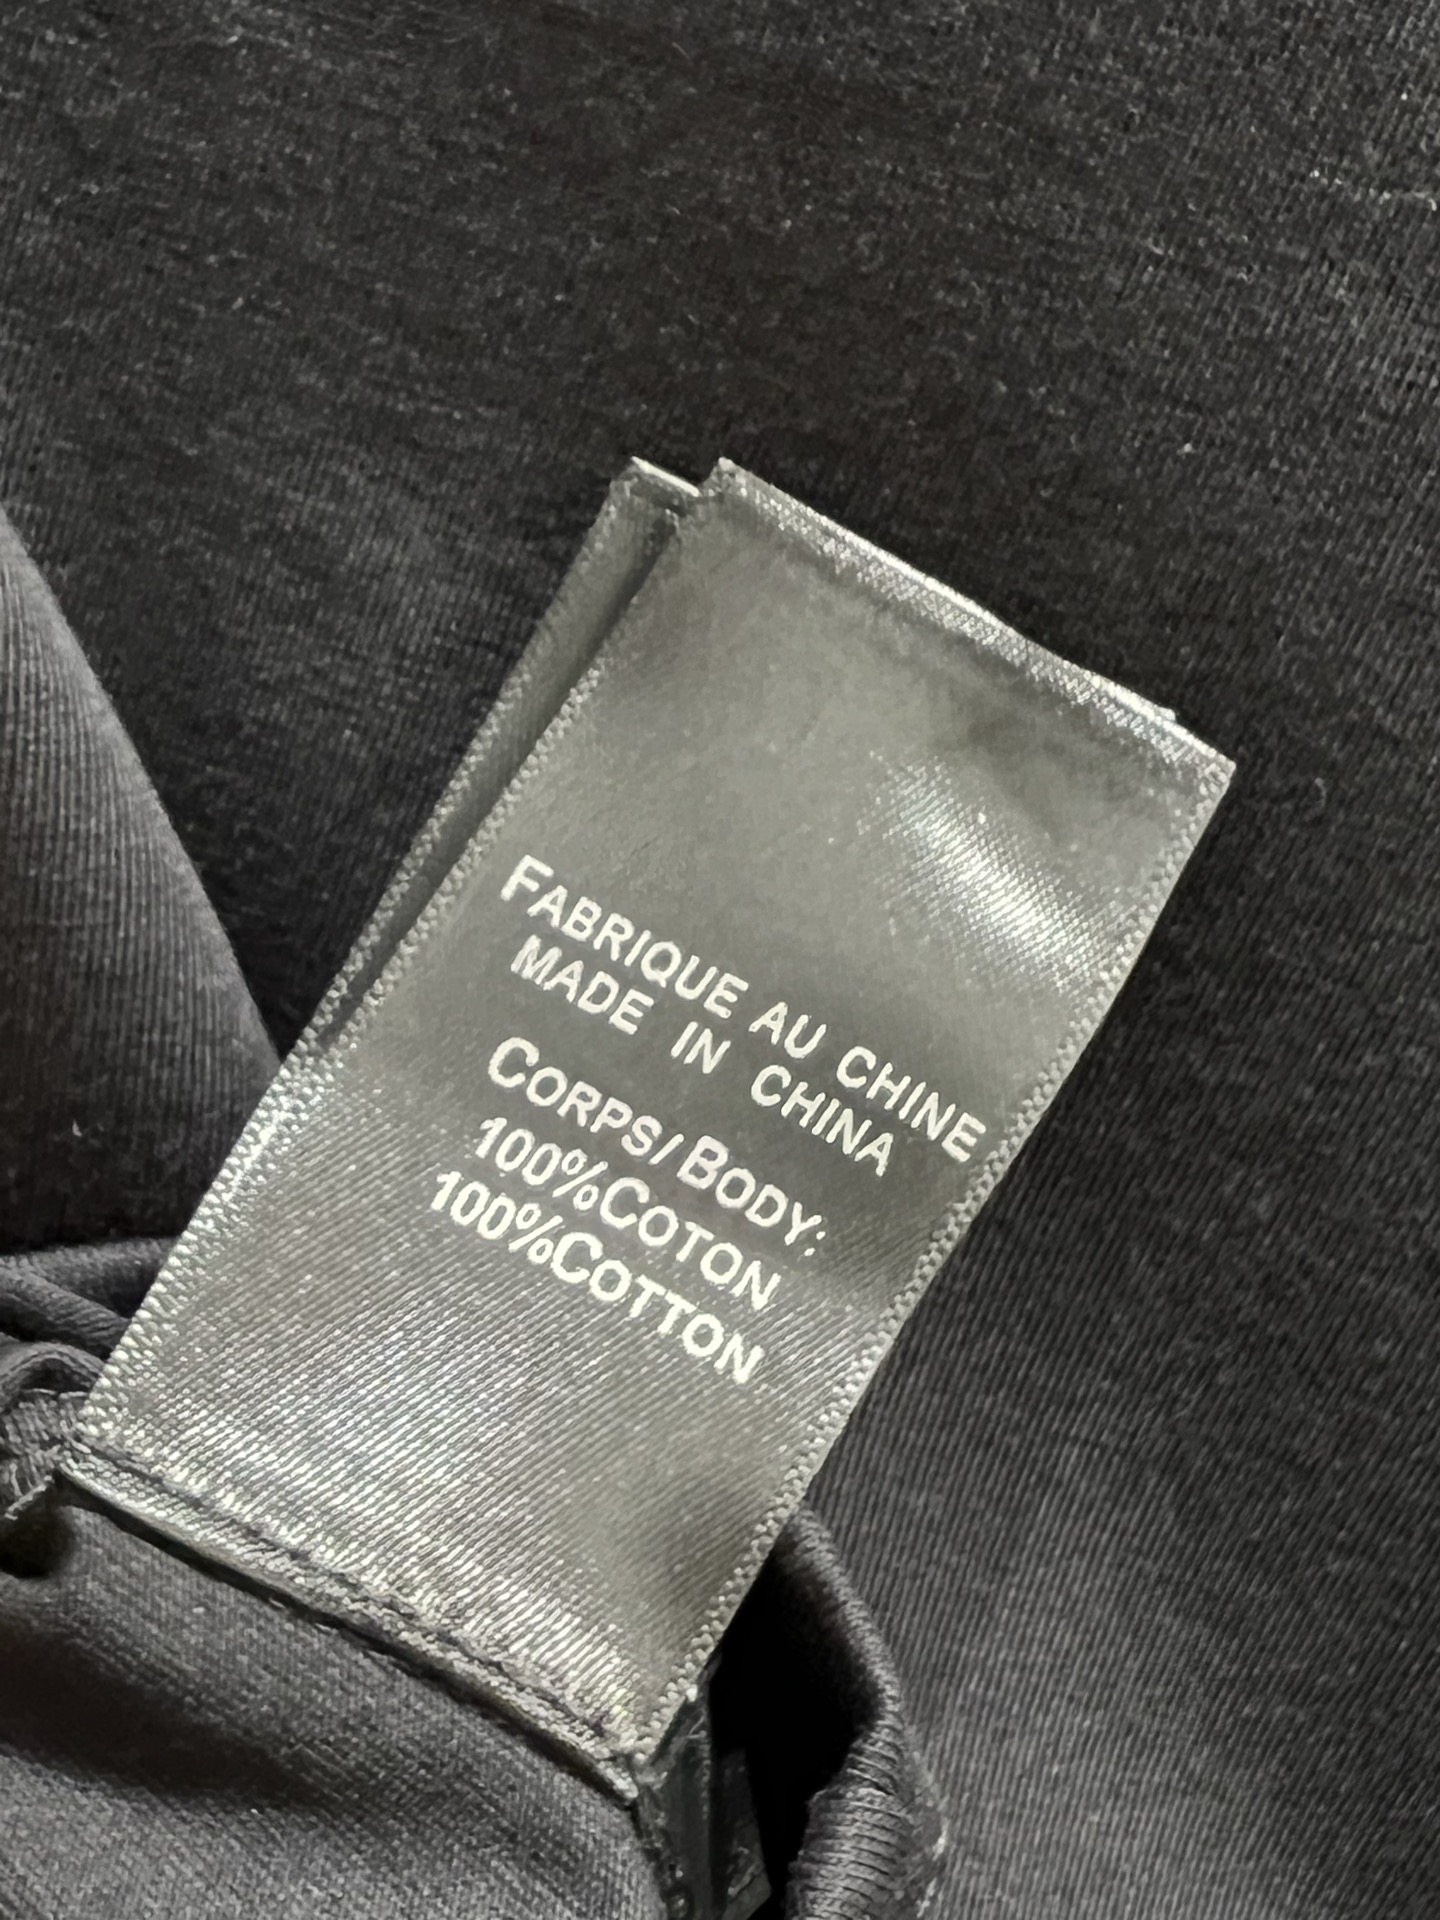 FABRIQUE AU CHINE
MADE IN CHINA
CORPS/BODY:
100%COTON
100%COTTON